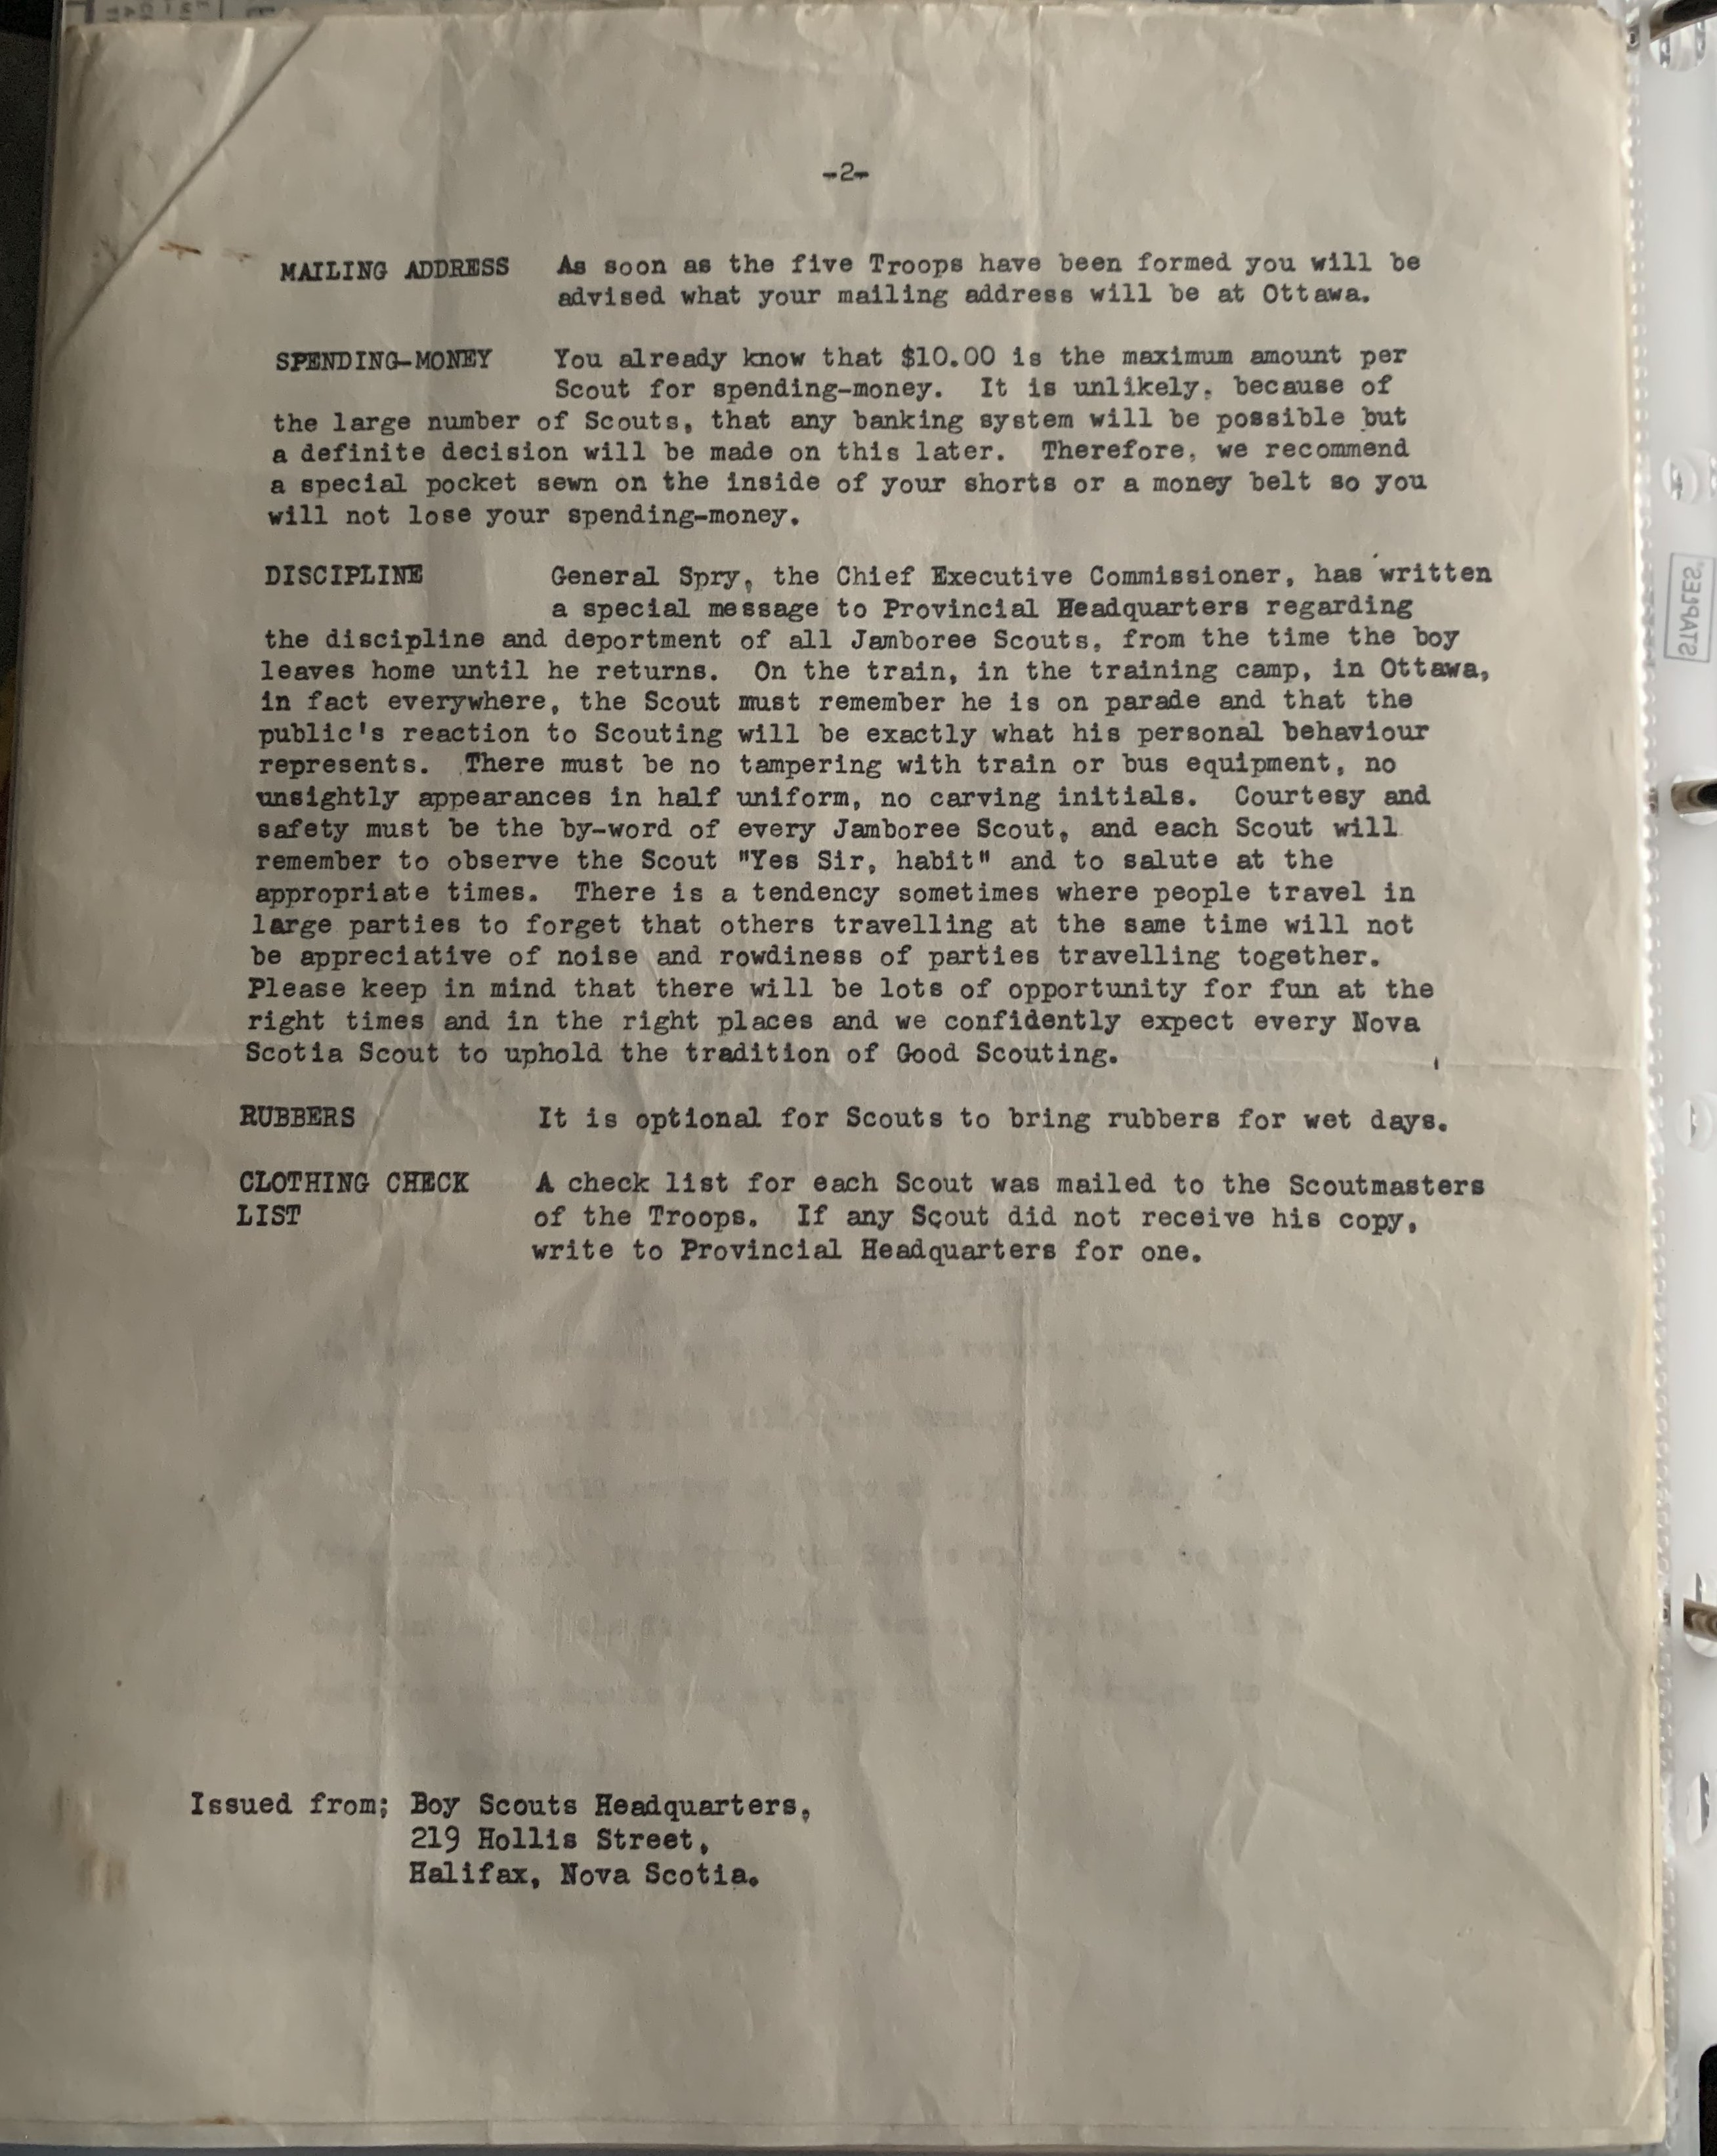 -2-
MAILING ADDRESS As soon as the five Troops have been formed you will be
advised what your mailing address will be at Ottawa.
SPENDING-MONEY You already know that $10.00 is the maximum amount per
Scout for spending-money. It is unlikely, because of
the large number of Scouts, that any banking system will be possible but
a definite decision will be made on this later. Therefore, we recommend
a special pocket sewn on the inside of your shorts or a money belt so you
will not lose your spending-money.
DISCIPLINE General Spry, the Chief Executive Commissioner, has written
a special message to Provincial Headquarters regarding
the discipline and deportment of all Jamboree Scouts, from the time the boy
leaves home until he returns. On the train, in the training camp, in Ottawa,
in fact everywhere, the Scout must remember he is on parade and that the
public's reaction to Scouting will be exactly what his personal behaviour
represents. There must be no tampering with train or bus equipment, no
unsightly appearances in half uniform, no carving initials. Courtesy and
safety must be the by-word of every Jamboree Scout, and each Scout will
remember to observe the Scout "Yes Sir, habit" and to salute at the
appropriate times. There is a tendency sometimes where people travel in
large parties to forget that others travelling at the same time will not
be appreciative of noise and rowdiness of parties travelling together.
Please keep in mind that there will be lots of opportunity for fun at the
right times and in the right places and we confidently expect every Nova
Scotia Scout to uphold the tradition of Good Scouting.
RUBBERS It is optional for Scouts to bring rubbers for wet days.
CLOTHING CHECK A check list for each Scout was mailed to the Scoutmasters
LIST of the Troops. If any Scout did not receive his copy,
write to Provincial Headquarters for one.
Issued from; Boy Scouts Headquarters,
219 Hollis Street,
Halifax, Nova Scotia.
STAPLES